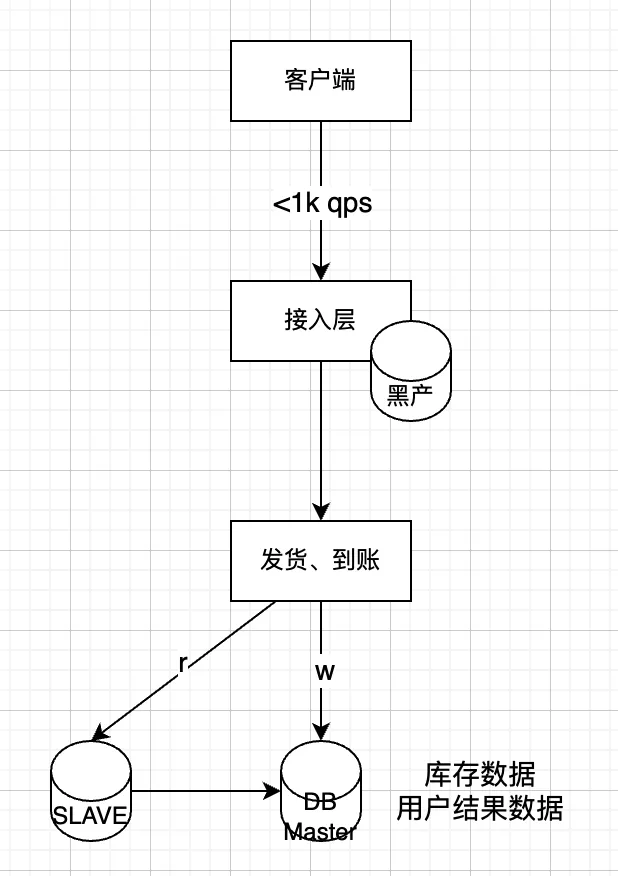 客户端
<1k qps
接入层
黑产
发货、到账
r
w
SLAVE
DB
Master
库存数据
用户结果数据